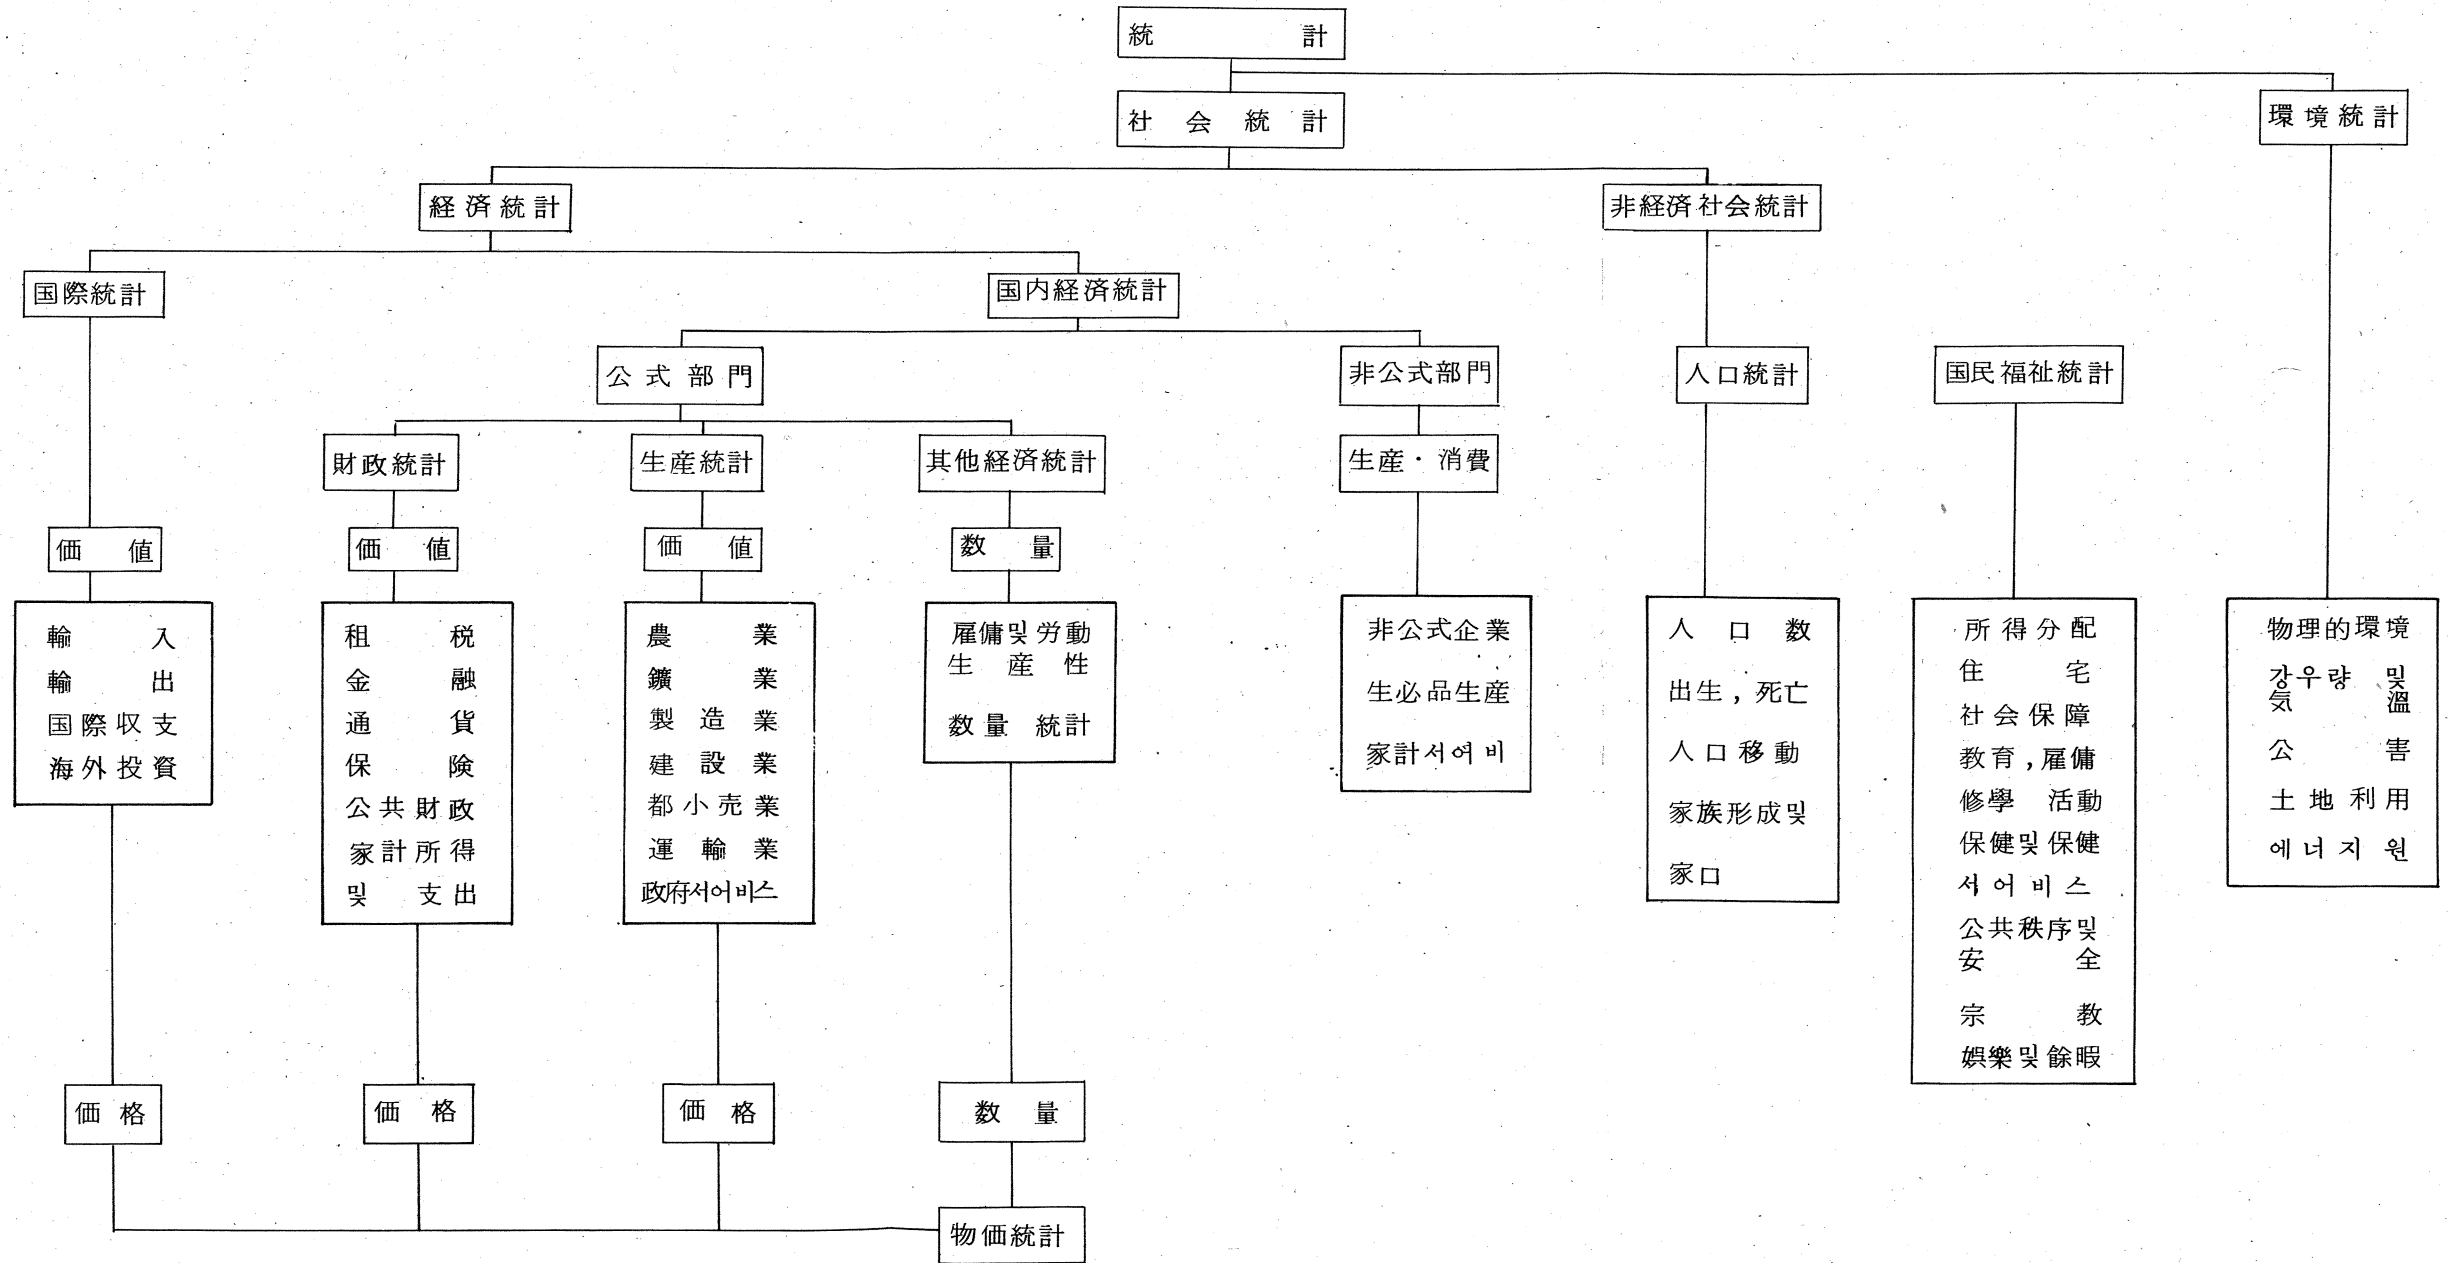 統計
社会統計
環境統計
経済統計
非経済社会統計
国際統計
国内経済統計
公式部門
非公式部門
人口統計
国民福祉統計
財政統計
生産統計
其他経済統計
生産・消費
価値
価値
価値
数量
輸入
輸出
国際収支
海外投資
租税
金融
通貨
保険
公共財政
家計所得
및 支出
農業
鑛業
製造業
建設業
都小売業
運輸業
政府서어비스
雇傭및労動
生産性
数量 統計
非公式企業
生必品生産
家計서여비
人口数
出生, 死亡
人口移動
家族形成및
家口
所得分配
住宅
社会保障
教育, 雇傭
修學 活動
保健및保健
서어비스
公共秩序및
安全
宗教
娯樂및餘暇
物理的環境
강우량 및
気溫
公害
土地利用
에너지원
価格
価格
価格
数量
物価統計